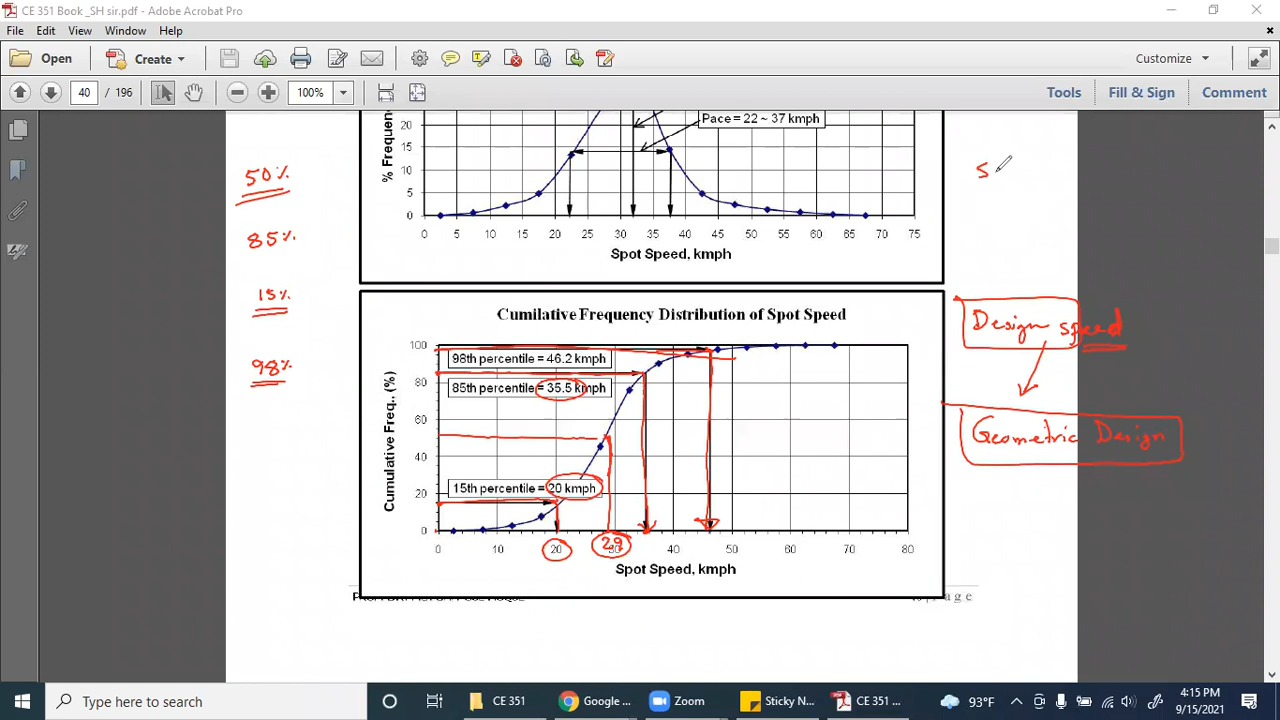 CE 351 Book _SH sir.pdf - Adobe Acrobat Pro
File Edit View Window Help
Open Create Customize
40 / 196 100% Tools Fill & Sign Comment
% Frequenc
20
15
10
5
0
Pace = 22 ~ 37 kmph
0 5 10 15 20 25 30 35 40 45 50 55 60 65 70 75
Spot Speed, kmph
50%
85%
15%
98%
S
Design speed
Geometric Design
Cumilative Frequency Distribution of Spot Speed
Cumulative Freq., (%)
100
80
60
40
20
0
98th percentile = 46.2 kmph
85th percentile = 35.5 kmph
15th percentile = 20 kmph
0 20 29 30 40 50 60 70 80
Spot Speed, kmph
P a g e
Type here to search
CE 351
Google ...
Zoom
Sticky N...
CE 351 ...
93°F
4:15 PM
9/15/2021